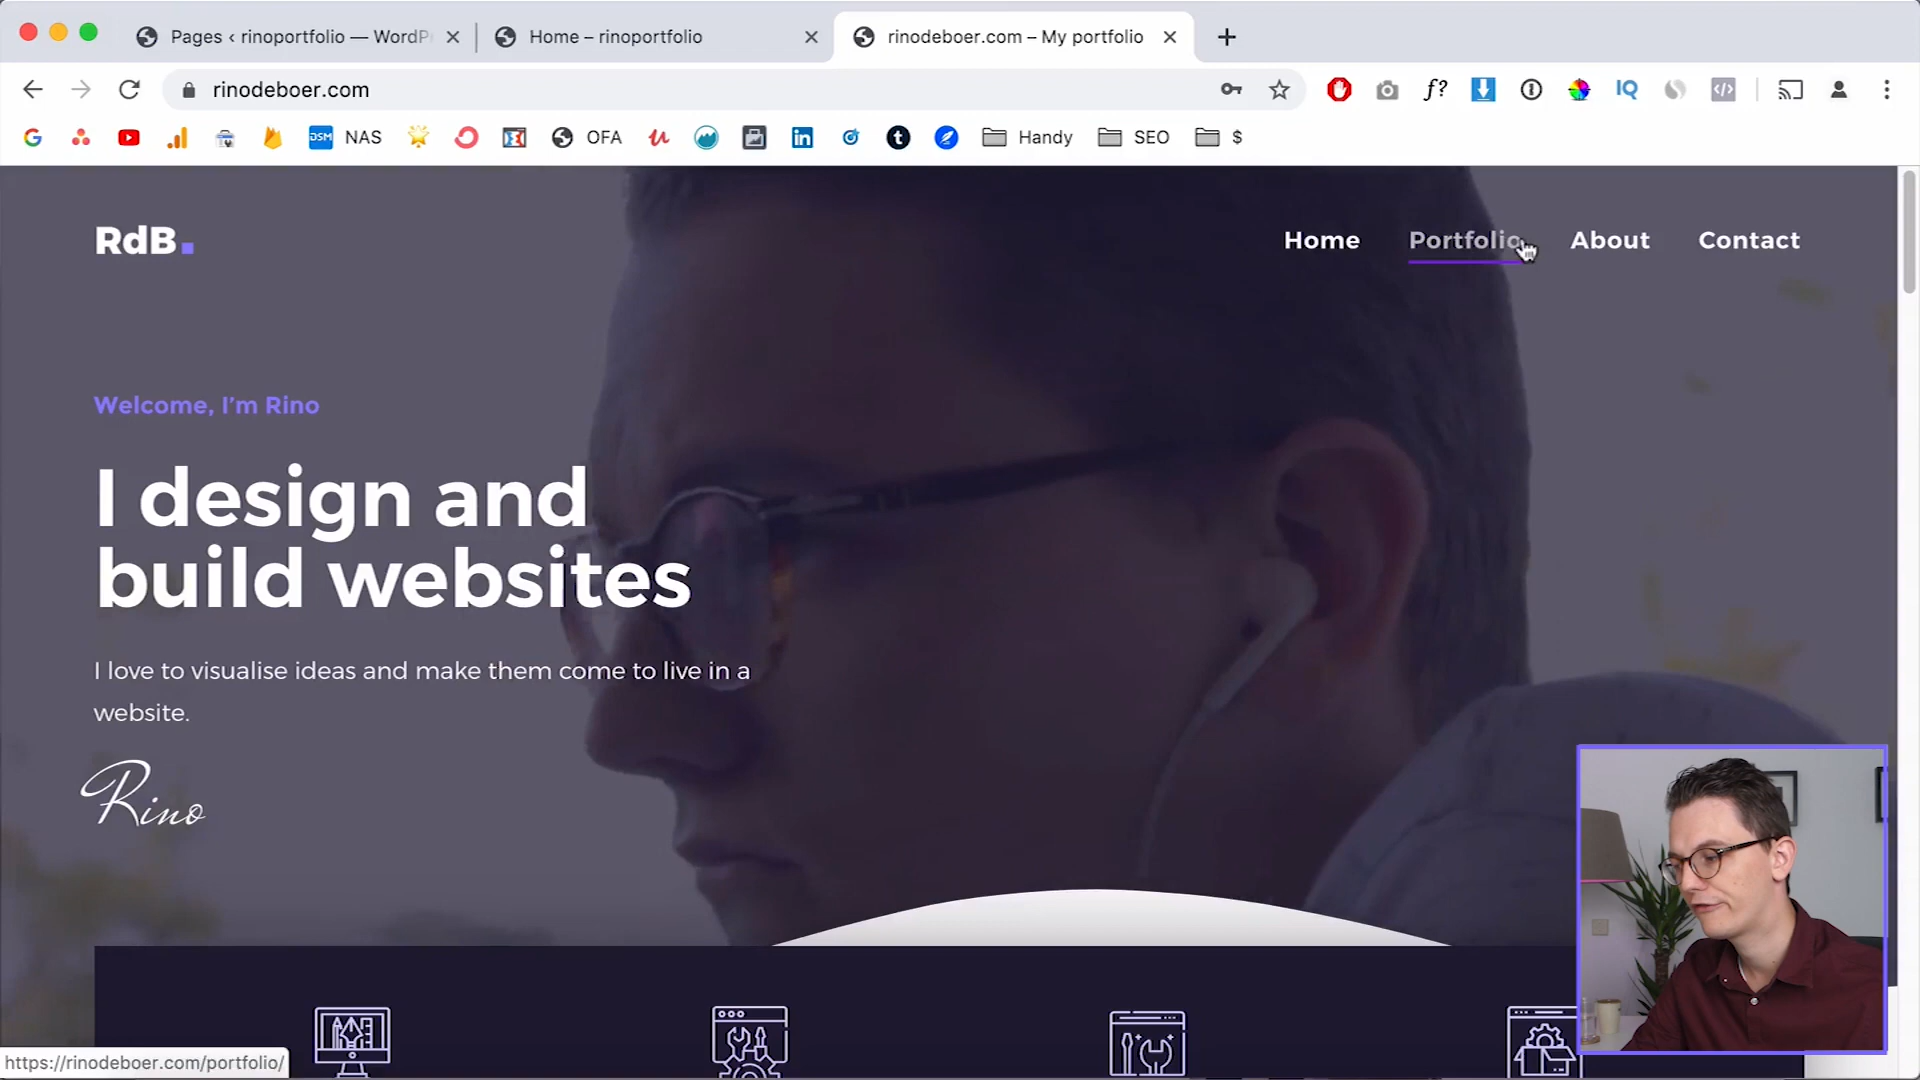 Pages ‹ rinoportfolio — WordP
Home – rinoportfolio
rinodeboer.com – My portfolio
rinodeboer.com
f?
IQ
DSM
NAS
OFA
Handy
SEO
$
RdB.
Home
Portfolio
About
Contact
Welcome, I'm Rino
I design and
build websites
I love to visualise ideas and make them come to live in a
website.
Rino
https://rinodeboer.com/portfolio/